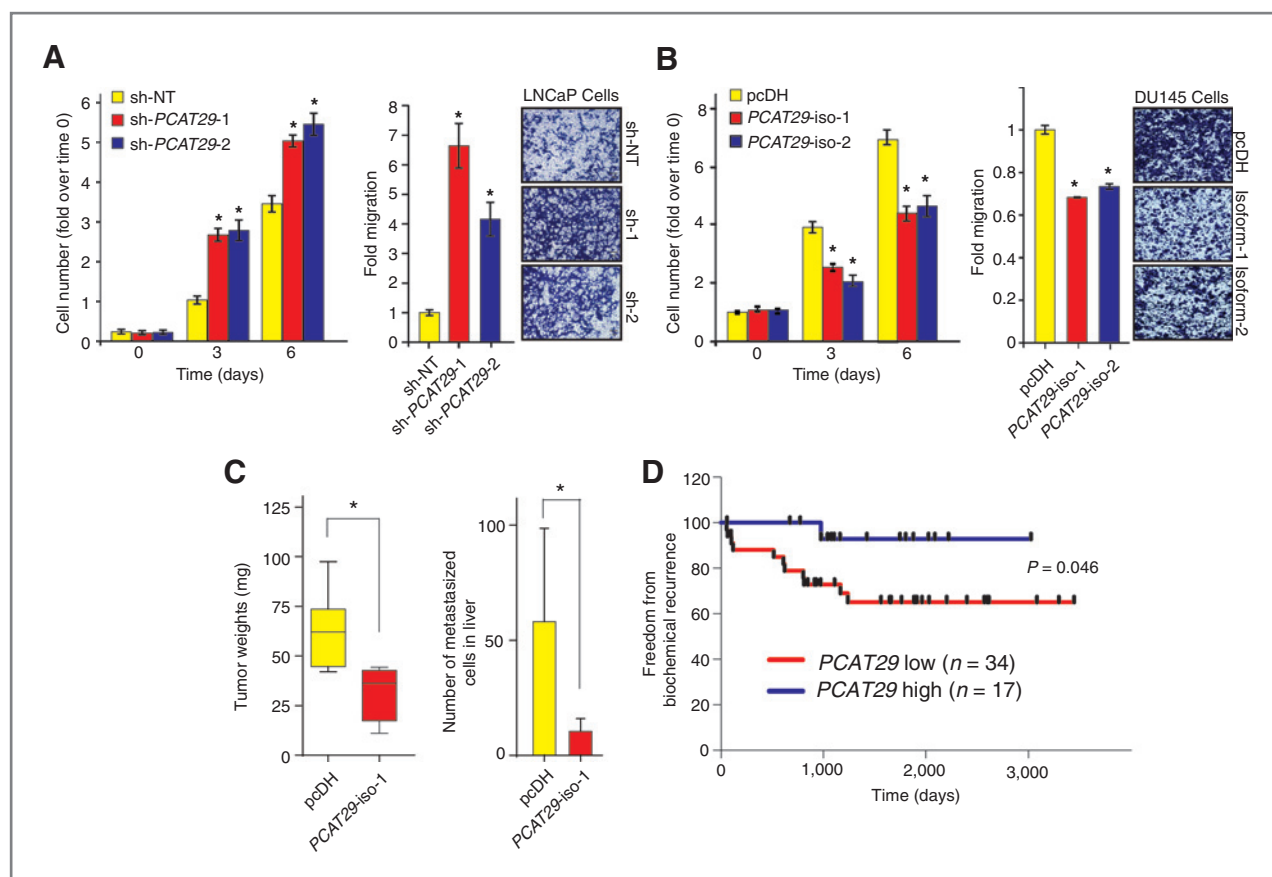 A
sh-NT
sh-PCAT29-1
sh-PCAT29-2
Cell number (fold over time 0)
6
5
4
3
2
1
0
0 3 6
Time (days)
* * * *
Fold migration
8
7
6
5
4
3
2
1
0
* *
sh-NT
sh-PCAT29-1
sh-PCAT29-2
LNCaP Cells
sh-NT
sh-1
sh-2
B
pcDH
PCAT29-iso-1
PCAT29-iso-2
Cell number (fold over time 0)
8
6
4
2
0
0 3 6
Time (days)
* * * *
Fold migration
1
0.8
0.6
0.4
0.2
0
* *
pcDH
PCAT29-iso-1
PCAT29-iso-2
DU145 Cells
pcDH
Isoform-1
Isoform-2
C
Tumor weights (mg)
125
100
75
50
25
0
*
pcDH
PCAT29-iso-1
Number of metastasized
cells in liver
100
50
0
*
pcDH
PCAT29-iso-1
D
Freedom from
biochemical recurrence
120
100
80
60
40
20
0
P = 0.046
PCAT29 low (n = 34)
PCAT29 high (n = 17)
0 1,000 2,000 3,000
Time (days)